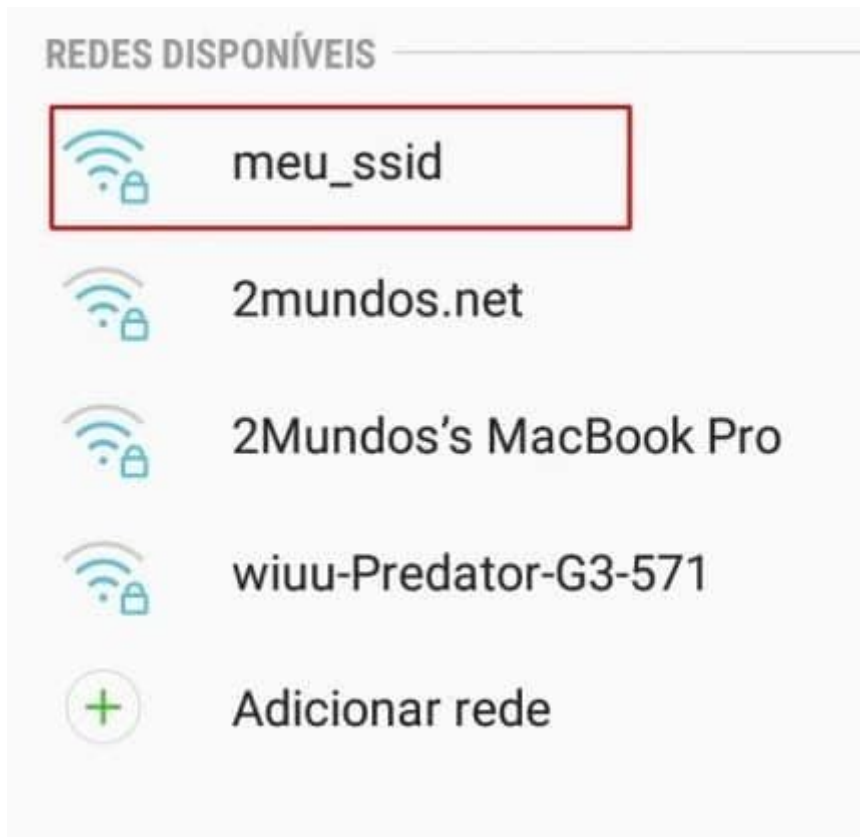 REDES DISPONÍVEIS
meu_ssid
2mundos.net
2Mundos’s MacBook Pro
wiuu-Predator-G3-571
Adicionar rede